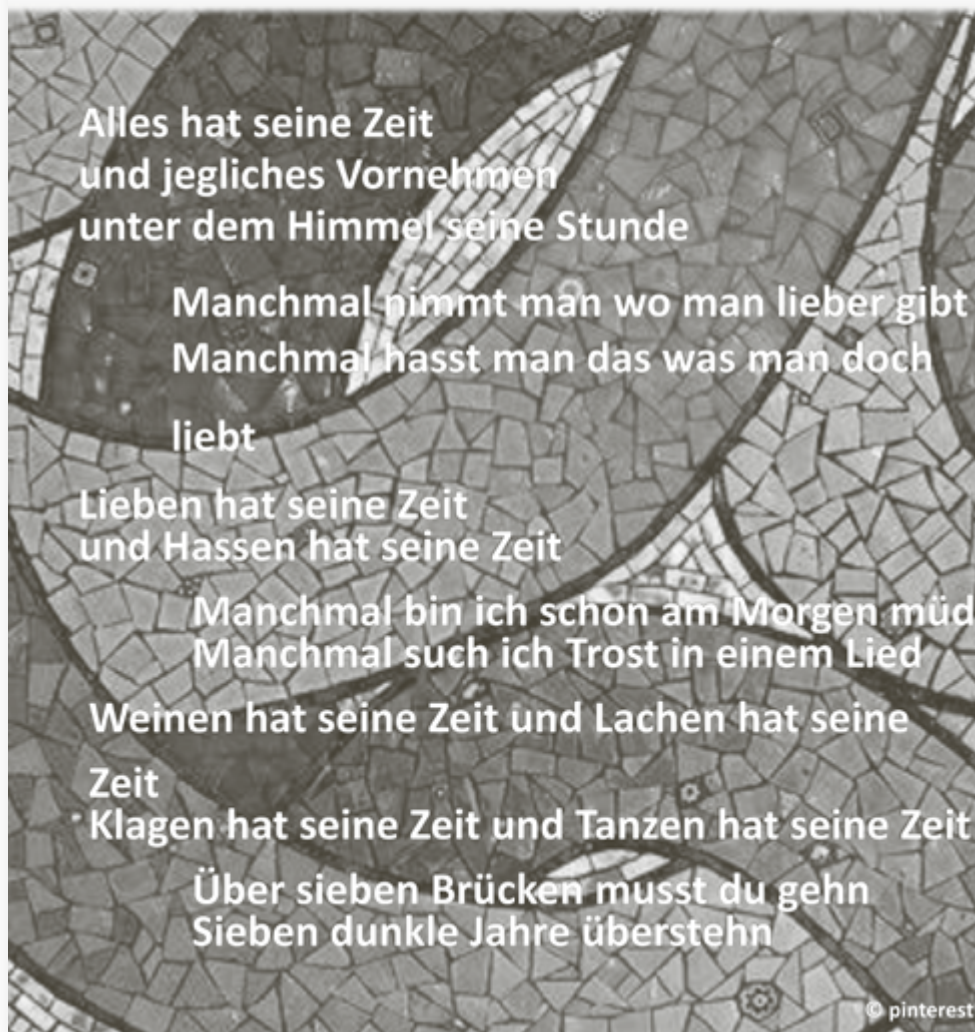 Alles hat seine Zeit
und jegliches Vornehmen
unter dem Himmel seine Stunde
Manchmal nimmt man wo man lieber gibt
Manchmal hasst man das was man doch
liebt
Lieben hat seine Zeit
und Hassen hat seine Zeit
Manchmal bin ich schon am Morgen müd
Manchmal such ich Trost in einem Lied
Weinen hat seine Zeit und Lachen hat seine
Zeit
Klagen hat seine Zeit und Tanzen hat seine Zeit
Über sieben Brücken musst du gehn
Sieben dunkle Jahre überstehn
© pinterest